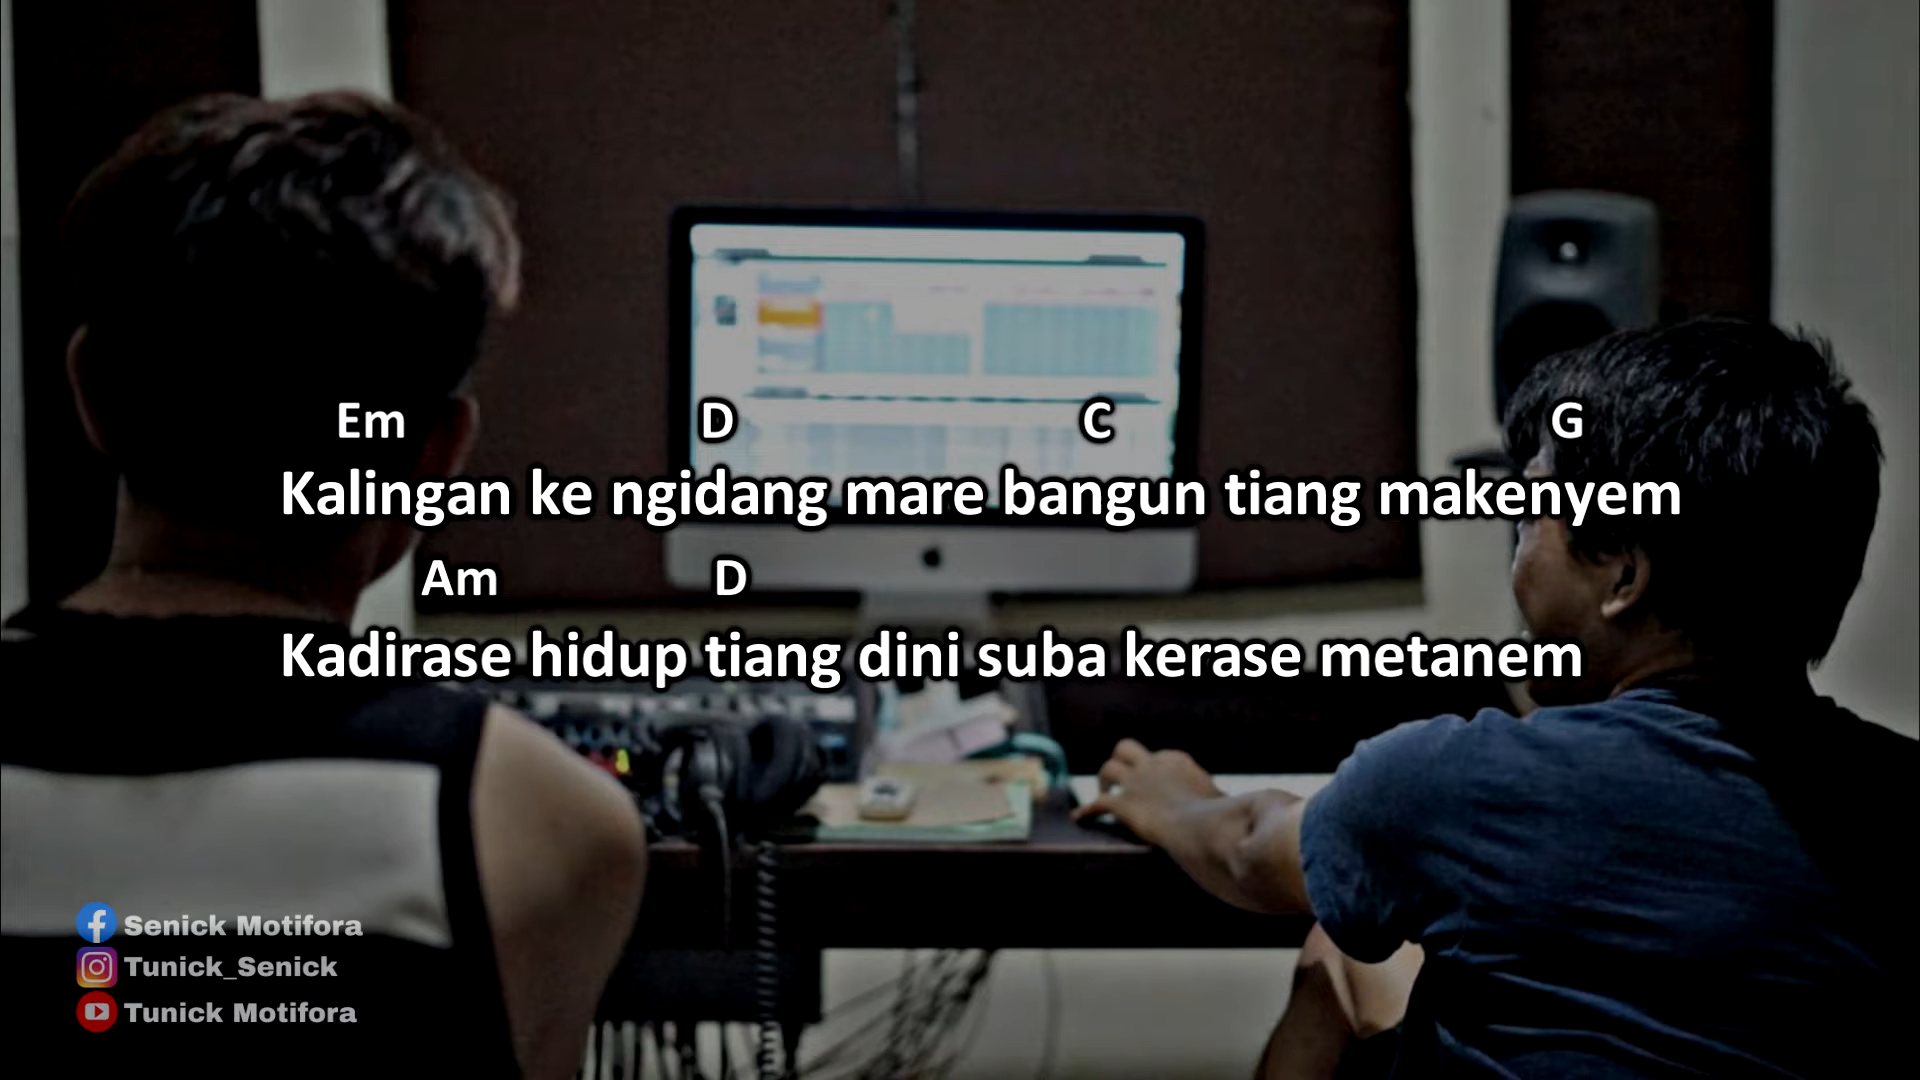 Em D C G
Kalingan ke ngidang mare bangun tiang makenyem
Am D
Kadirase hidup tiang dini suba kerase metanem
Senick Motifora
Tunick_Senick
Tunick Motifora